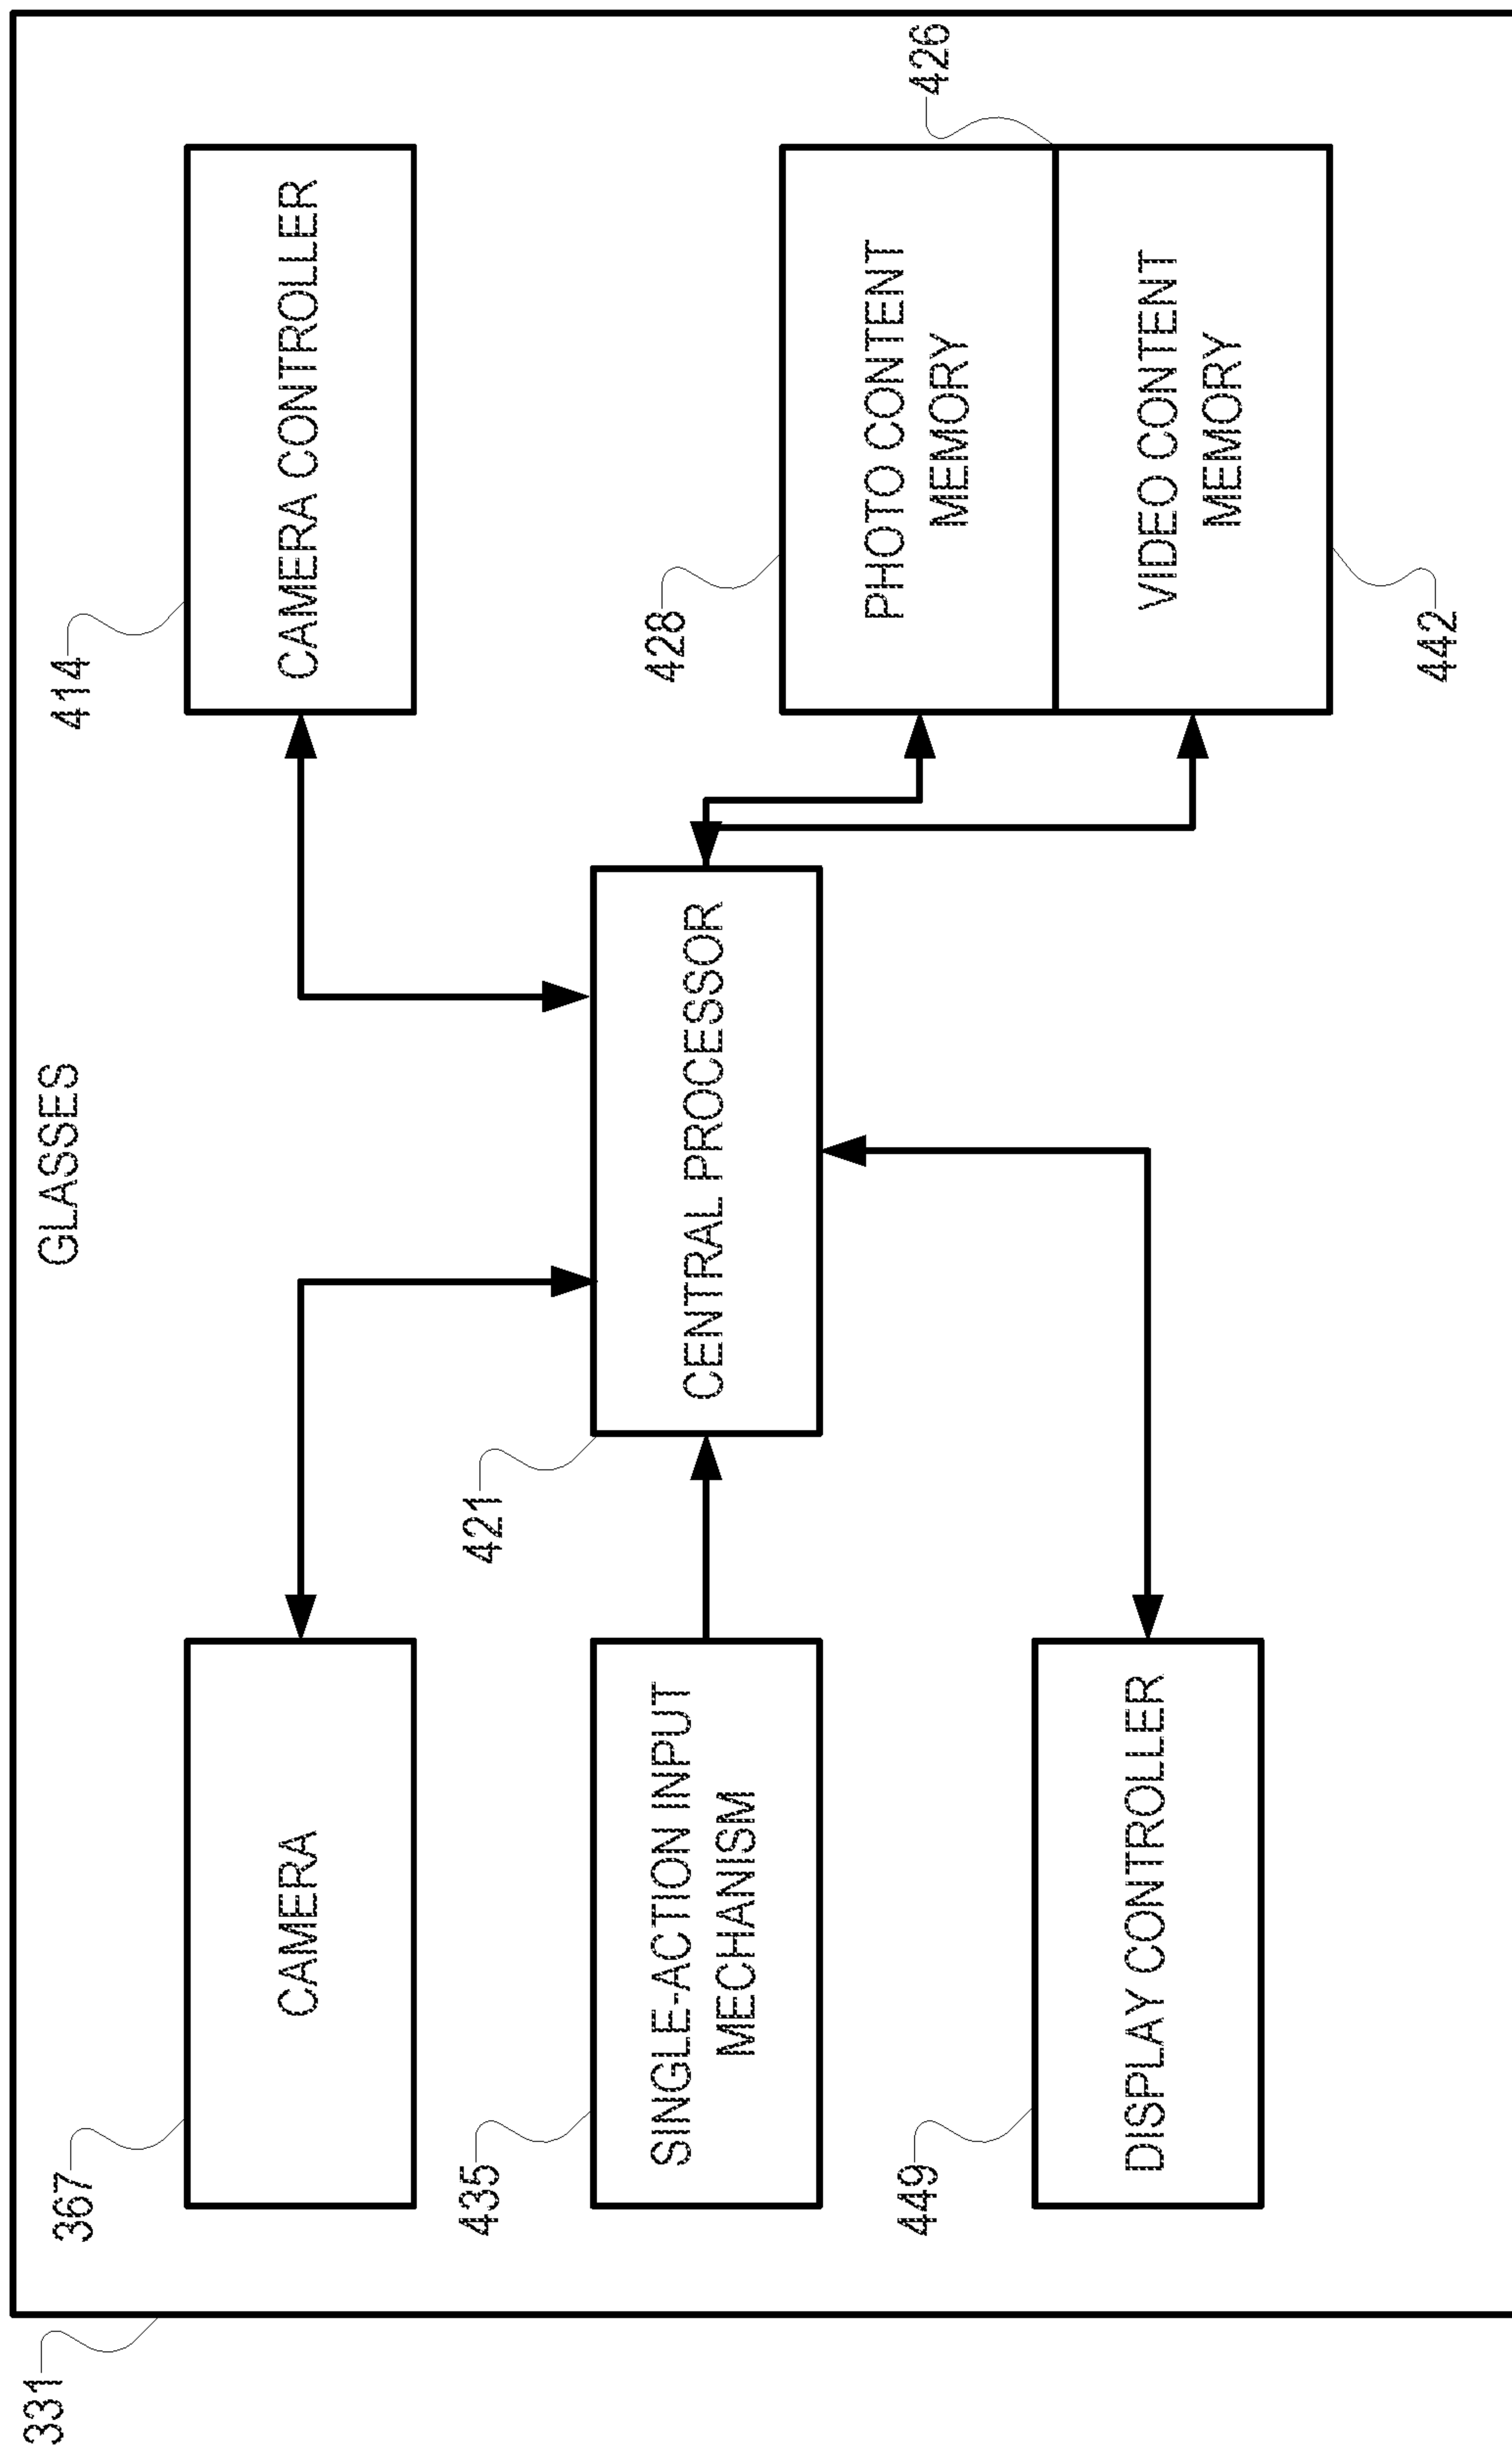 331
GLASSES
367
CAMERA
414
CAMERA CONTROLLER
421
CENTRAL PROCESSOR
435
SINGLE-ACTION INPUT
MECHANISM
428
PHOTO CONTENT
MEMORY
426
VIDEO CONTENT
MEMORY
442
449
DISPLAY CONTROLLER